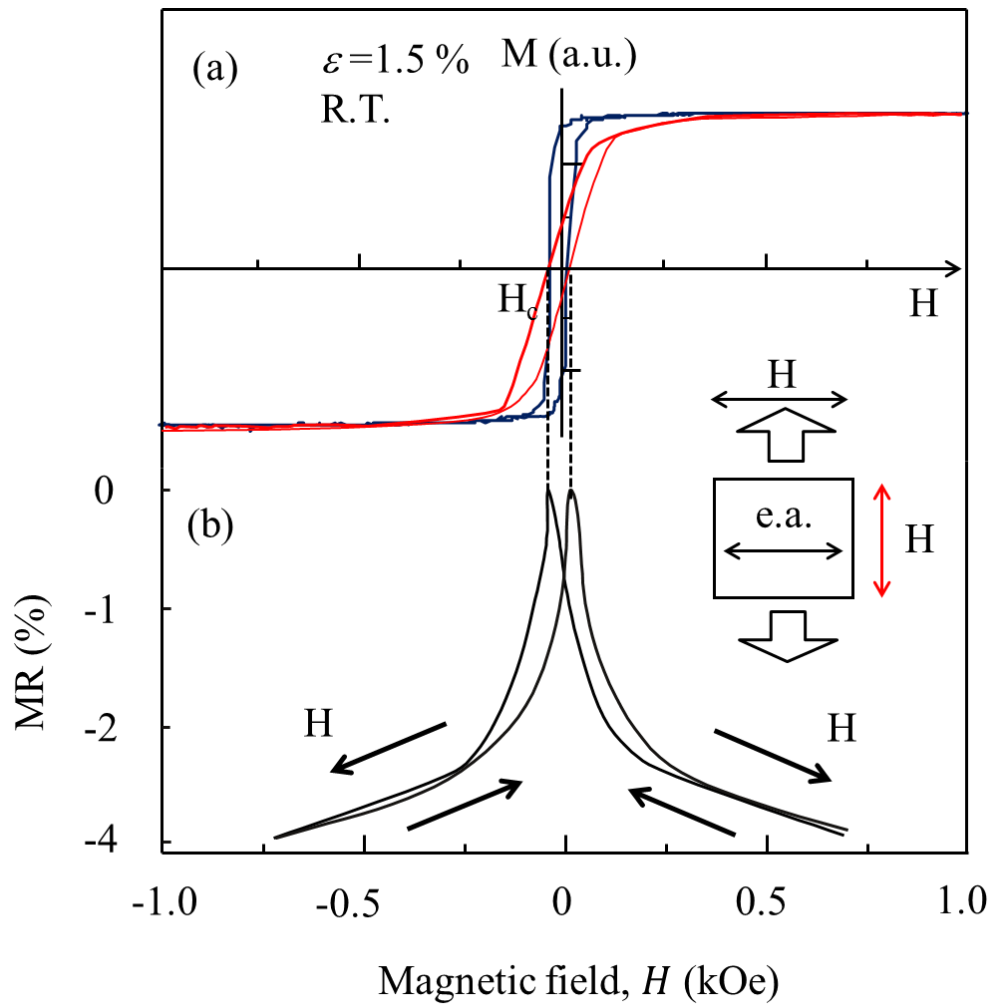 (a)
ε=1.5 %
R.T.
M (a.u.)
H
Hc
H
e.a.
H
(b)
0
-1
-2
-4
MR (%)
H
H
-1.0
-0.5
0
0.5
1.0
Magnetic field, H (kOe)